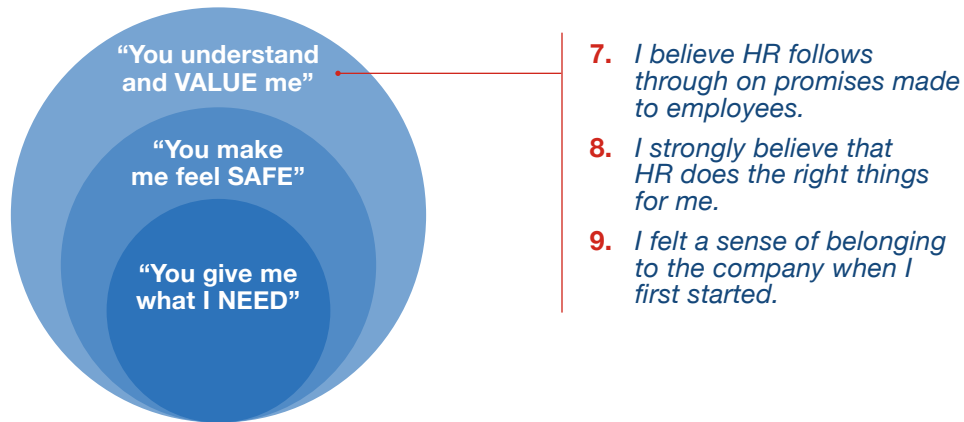 “You understand
and VALUE me”
“You make
me feel SAFE”
“You give me
what I NEED”
7. I believe HR follows
through on promises made
to employees.
8. I strongly believe that
HR does the right things
for me.
9. I felt a sense of belonging
to the company when I
first started.